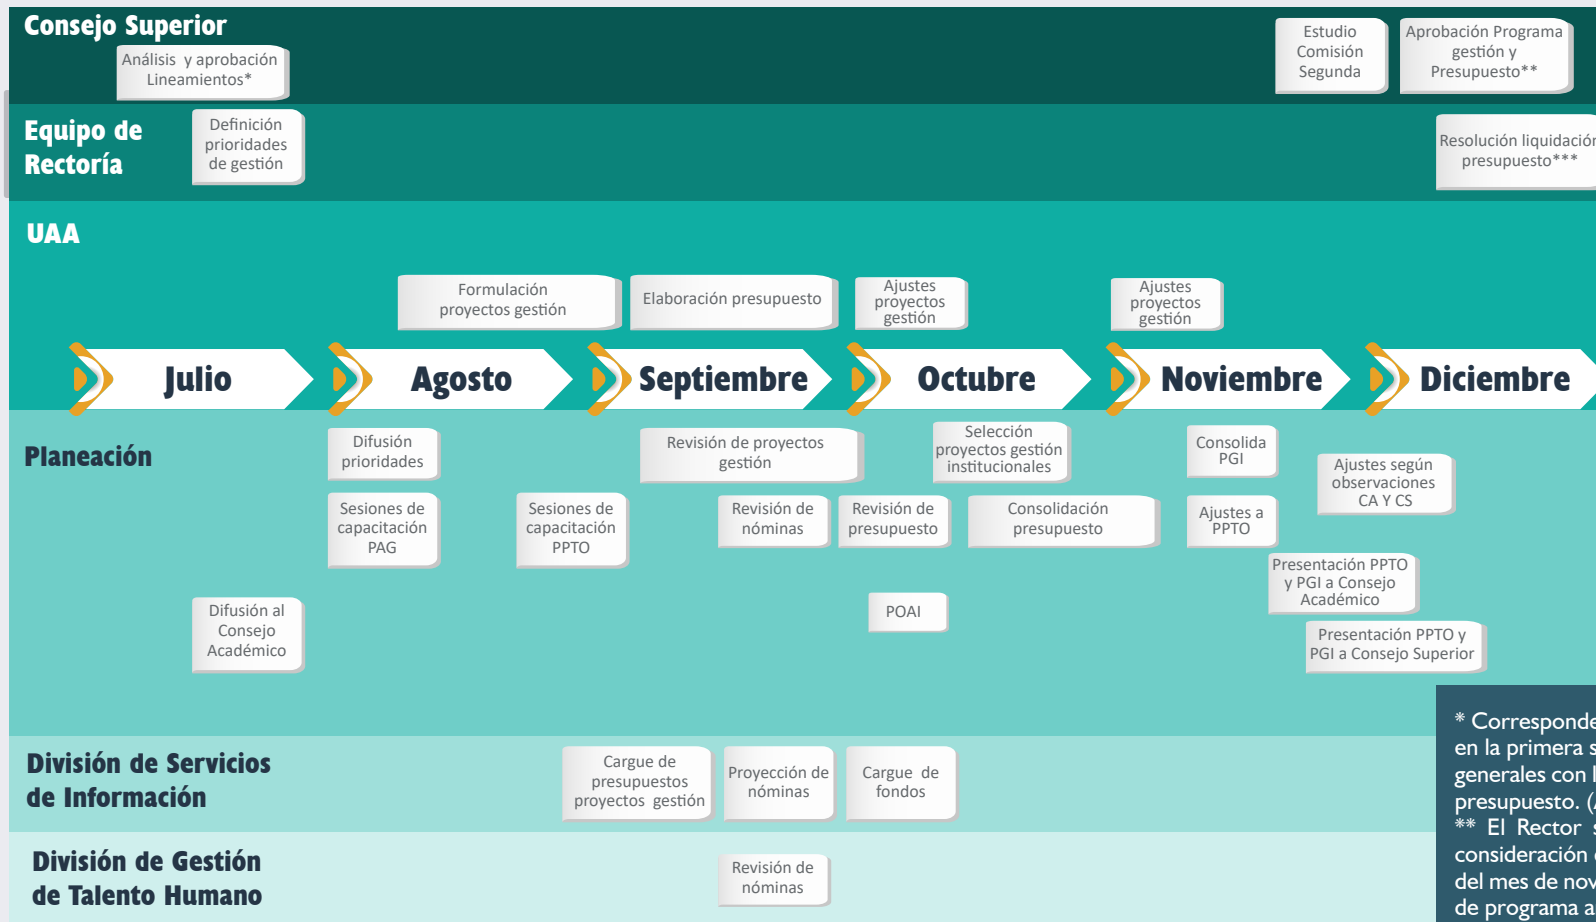 Consejo Superior
Análisis y aprobación
Lineamientos*
Estudio
Comisión
Segunda
Aprobación Programa
gestión y
Presupuesto**
Equipo de
Rectoría
Definición
prioridades
de gestión
Resolución liquidación
presupuesto***
UAA
Formulación
proyectos gestión
Elaboración presupuesto
Ajustes
proyectos
gestión
Ajustes
proyectos
gestión
Julio
Agosto
Septiembre
Octubre
Noviembre
Diciembre
Planeación
Difusión
prioridades
Revisión de proyectos
gestión
Selección
proyectos gestión
institucionales
Consolida
PGI
Ajustes según
observaciones
CA Y CS
Sesiones de
capacitación
PAG
Sesiones de
capacitación
PPTO
Revisión de
nóminas
Revisión de
presupuesto
Consolidación
presupuesto
Ajustes a
PPTO
Presentación PPTO
y PGI a Consejo
Académico
Difusión al
Consejo
Académico
POAI
Presentación PPTO y
PGI a Consejo Superior
División de Servicios
de Información
Cargue de
presupuestos
proyectos gestión
Proyección de
nóminas
Cargue de
fondos
División de Gestión
de Talento Humano
Revisión de
nóminas
* Corresponde
en la primera s
generales con l
presupuesto. (
** El Rector s
consideración
del mes de nov
de programa a